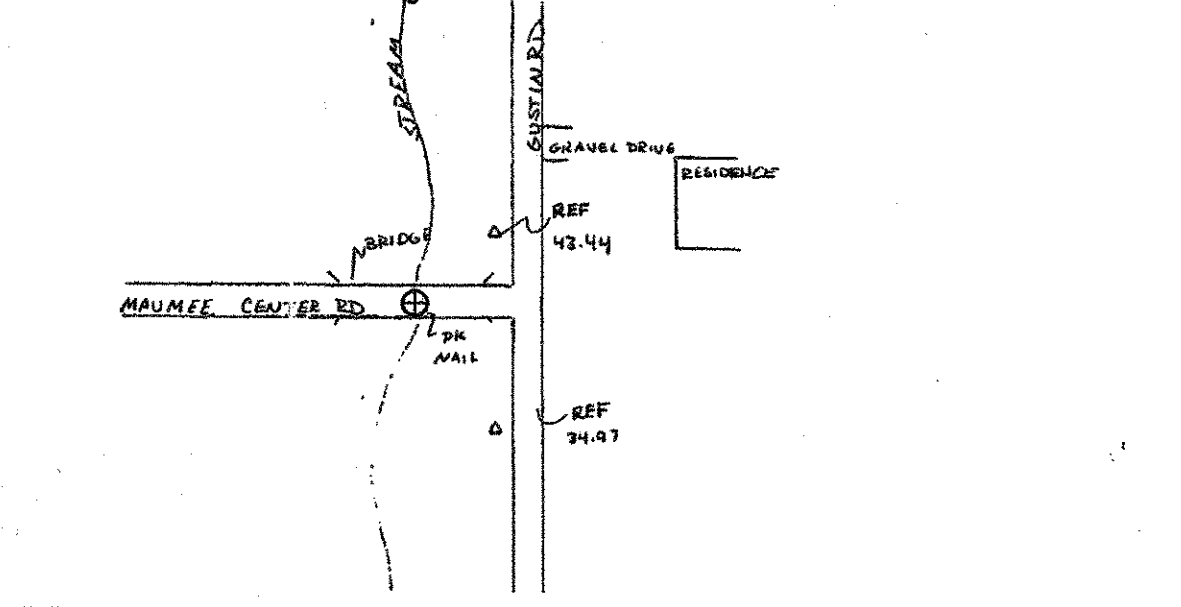 STREAM
GUSTIN RD
GRAVEL DRIVE
RESIDENCE
REF
43.44
BRIDGE
MAUMEE CENTER RD
PK
NAIL
REF
34.97